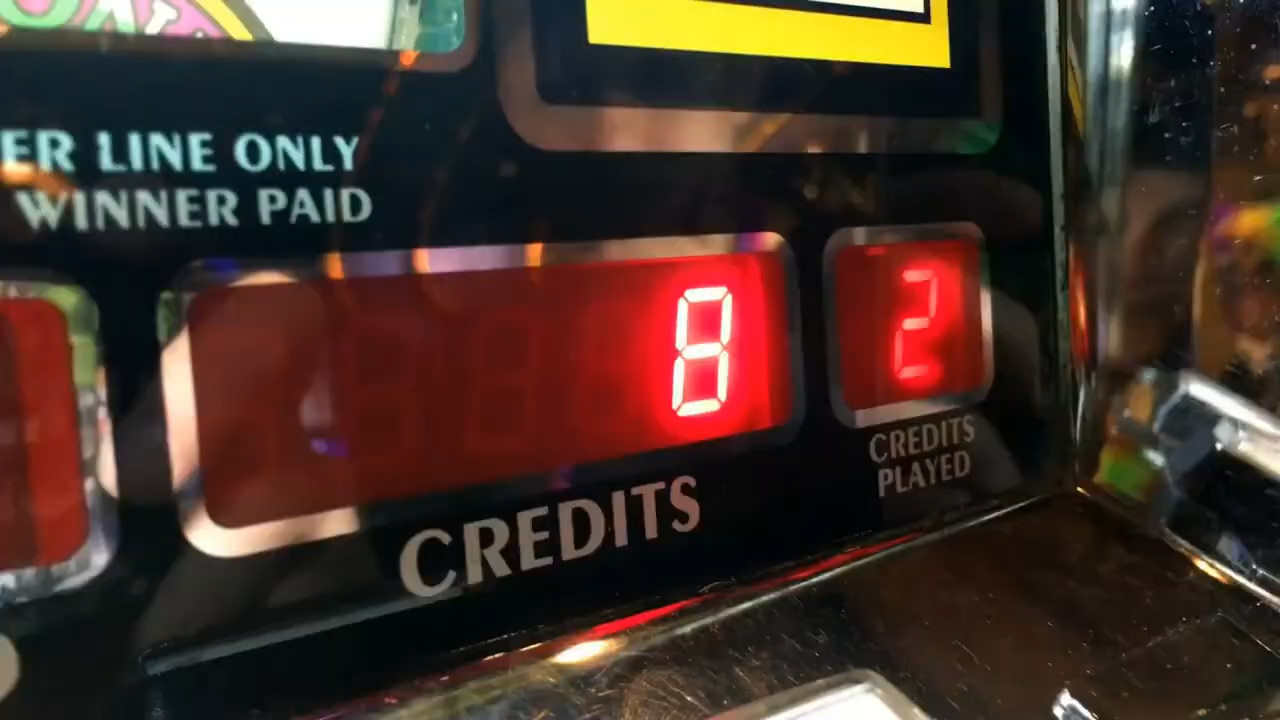 ER LINE ONLY
WINNER PAID
8
2
CREDITS
PLAYED
CREDITS